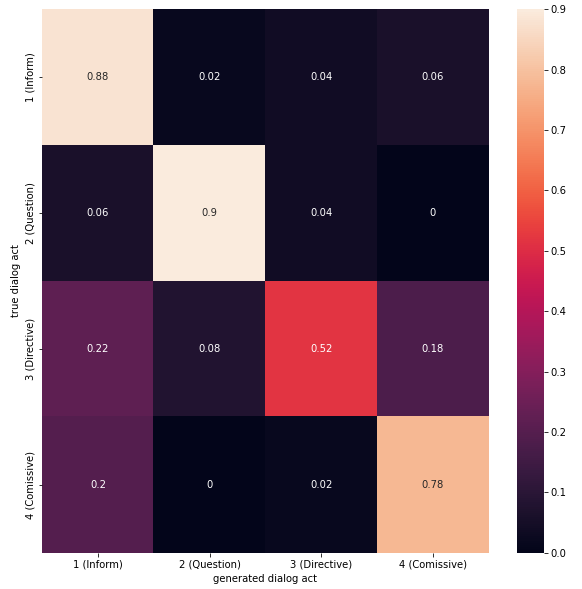 0.88 0.02 0.04 0.06
0.06 0.9 0.04 0
0.22 0.08 0.52 0.18
0.2 0 0.02 0.78
1 (Inform)
2 (Question)
3 (Directive)
4 (Comissive)
true dialog act
1 (Inform) 2 (Question) 3 (Directive) 4 (Comissive)
generated dialog act
0.9
0.8
0.7
0.6
0.5
0.4
0.3
0.2
0.1
0.0